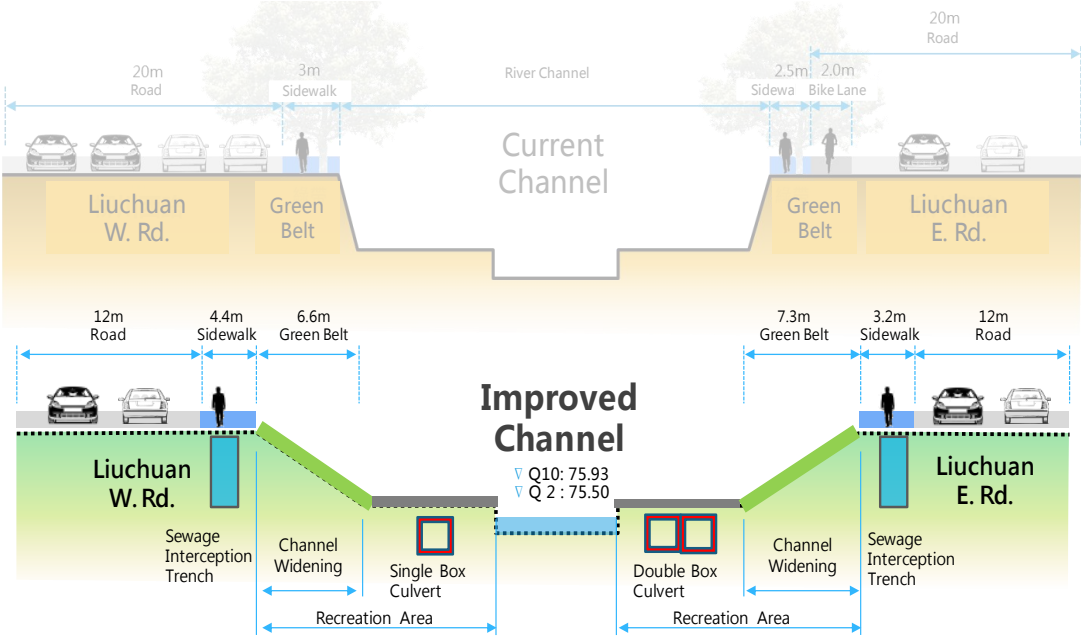 20m
Road
20m
Road
3m
Sidewalk
River Channel
2.5m
Sidewa
2.0m
Bike Lane
Current
Channel
Liuchuan
W. Rd.
Green
Belt
Green
Belt
Liuchuan
E. Rd.
12m
Road
4.4m
Sidewalk
6.6m
Green Belt
7.3m
Green Belt
3.2m
Sidewalk
12m
Road
Improved
Channel
Q10: 75.93
Q 2 : 75.50
Liuchuan
W. Rd.
Liuchuan
E. Rd.
Sewage
Interception
Trench
Channel
Widening
Single Box
Culvert
Double Box
Culvert
Channel
Widening
Sewage
Interception
Trench
Recreation Area
Recreation Area